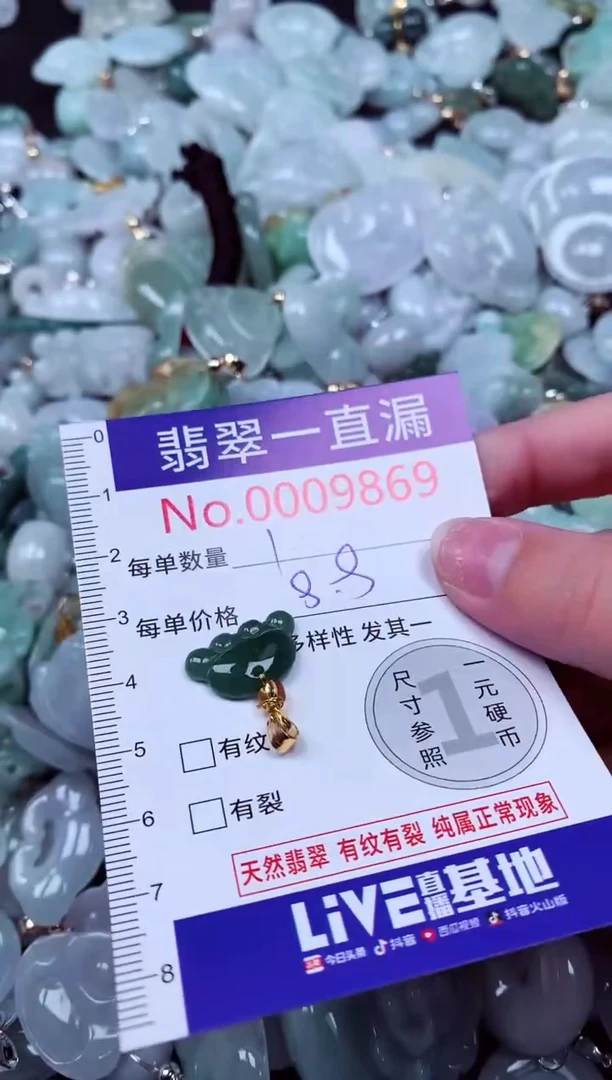 0
翡翠一直漏
1
No.0009869
2
每单数量 1
3
每单价格 88
多样性 发其一
4
尺寸参照
1
一元硬币
5
有纹
6
有裂
天然翡翠 有纹有裂 纯属正常现象
7
LiVE直播基地
今日头条 抖音 西瓜视频 抖音火山版
8